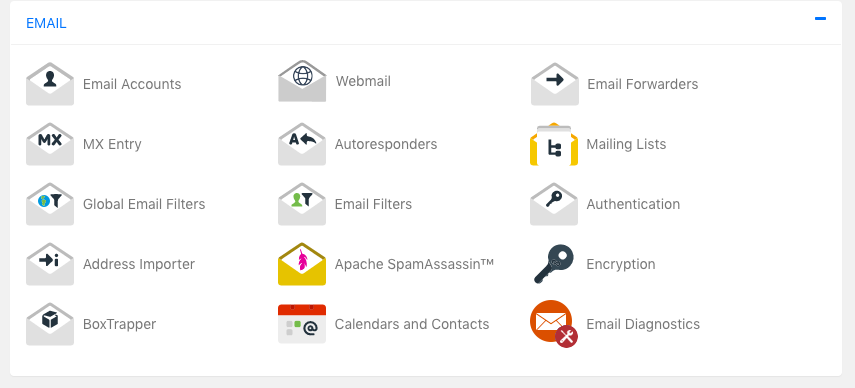 EMAIL
Email Accounts
Webmail
Email Forwarders
MX
MX Entry
A
Autoresponders
Mailing Lists
Global Email Filters
Email Filters
Authentication
i
Address Importer
Apache SpamAssassin™
Encryption
BoxTrapper
@
Calendars and Contacts
Email Diagnostics